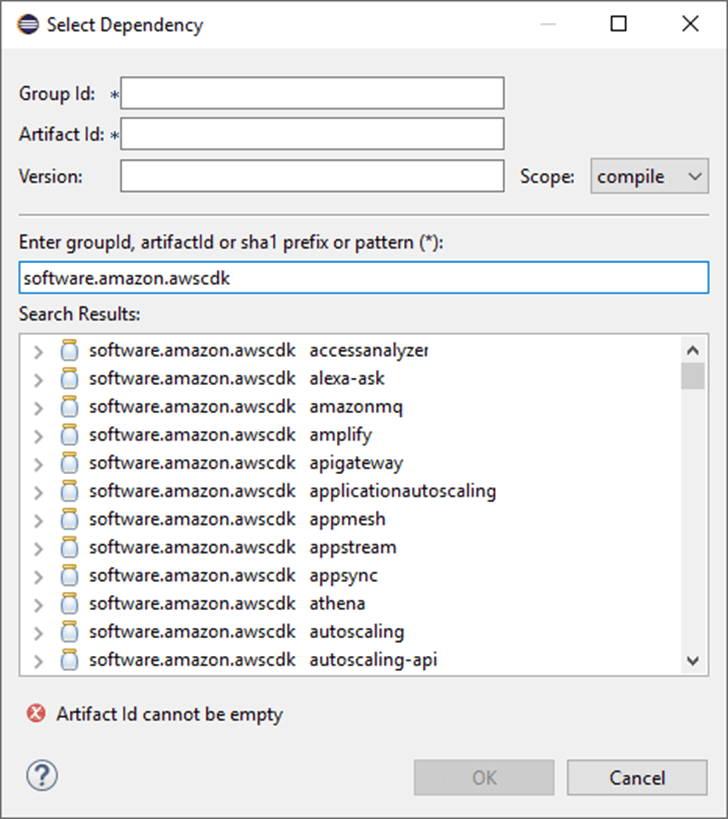 Select Dependency
Group Id: *
Artifact Id: *
Version: Scope: compile
Enter groupId, artifactId or sha1 prefix or pattern (*):
software.amazon.awscdk
Search Results:
software.amazon.awscdk accessanalyzer
software.amazon.awscdk alexa-ask
software.amazon.awscdk amazonmq
software.amazon.awscdk amplify
software.amazon.awscdk apigateway
software.amazon.awscdk applicationautoscaling
software.amazon.awscdk appmesh
software.amazon.awscdk appstream
software.amazon.awscdk appsync
software.amazon.awscdk athena
software.amazon.awscdk autoscaling
software.amazon.awscdk autoscaling-api
Artifact Id cannot be empty
? OK Cancel